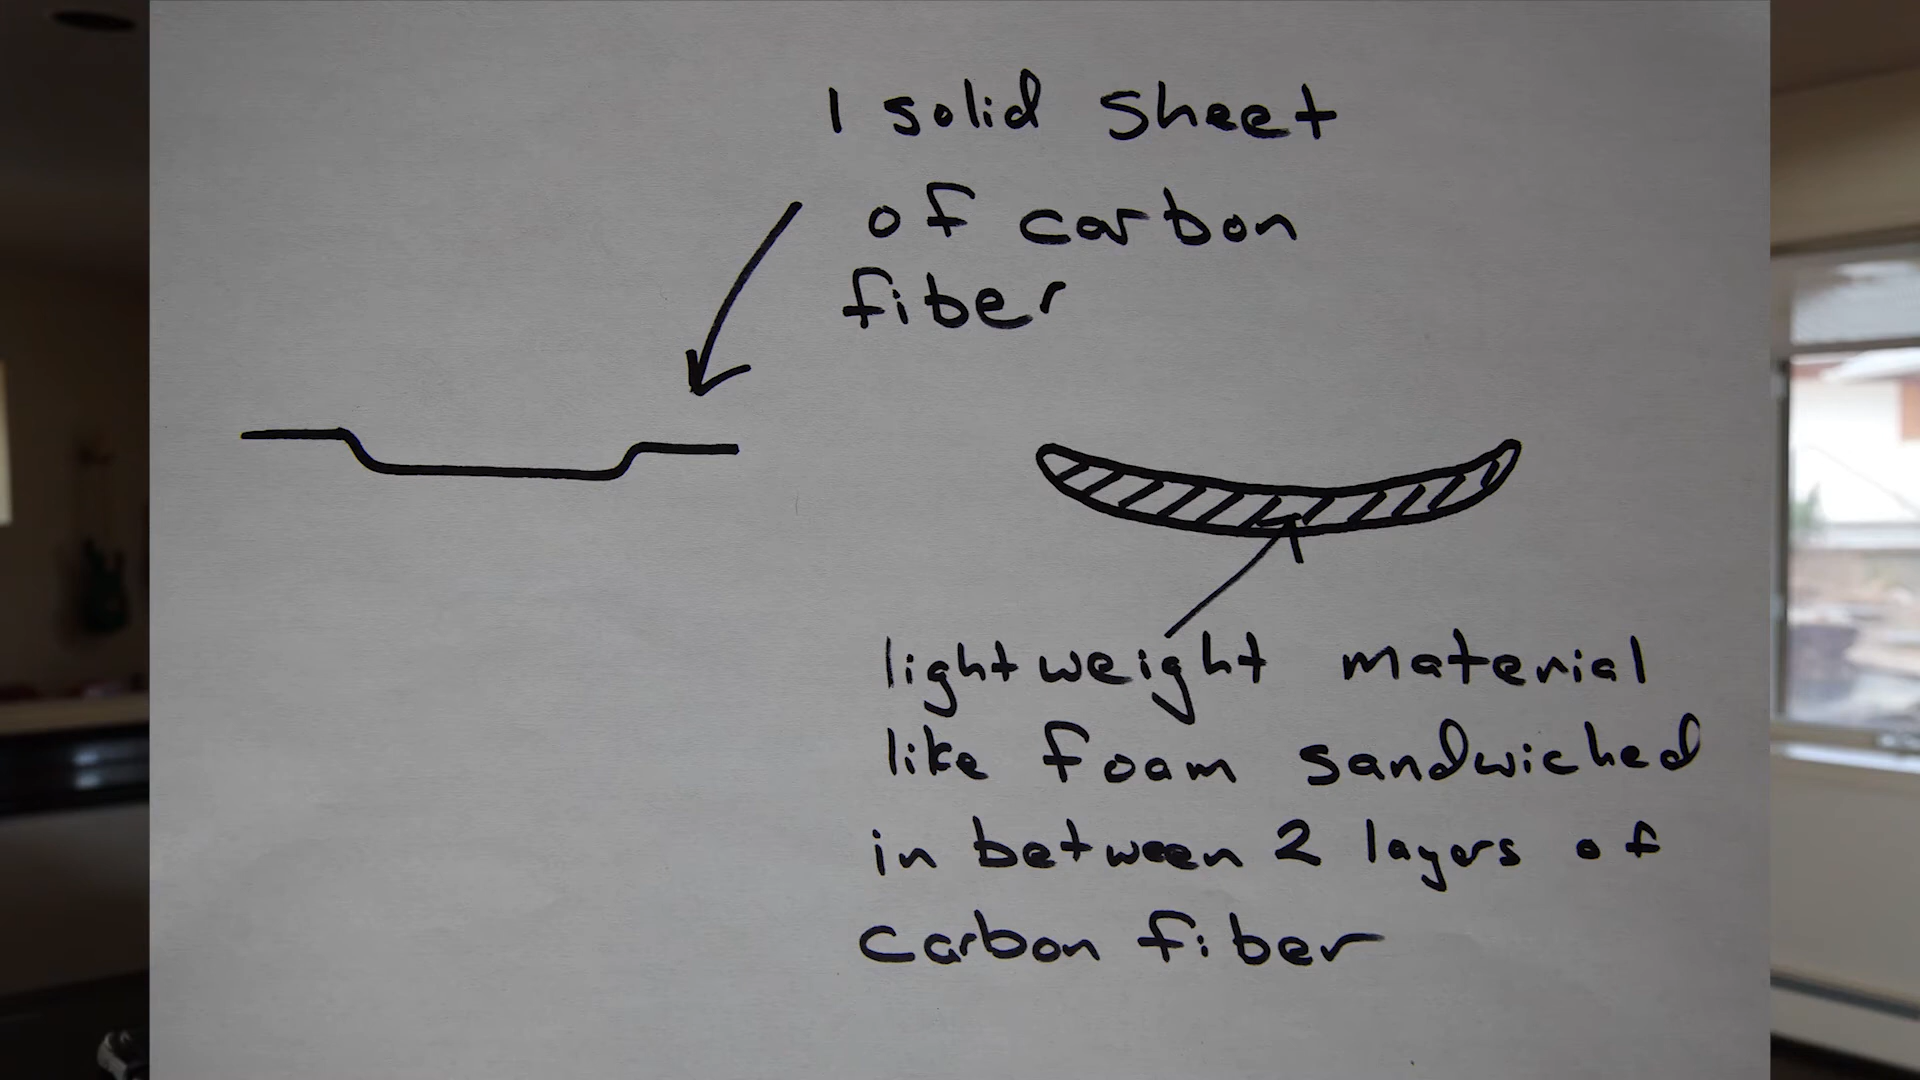 1 solid sheet
of carbon
fiber
lightweight material
like foam sandwiched
in between 2 layers of
carbon fiber